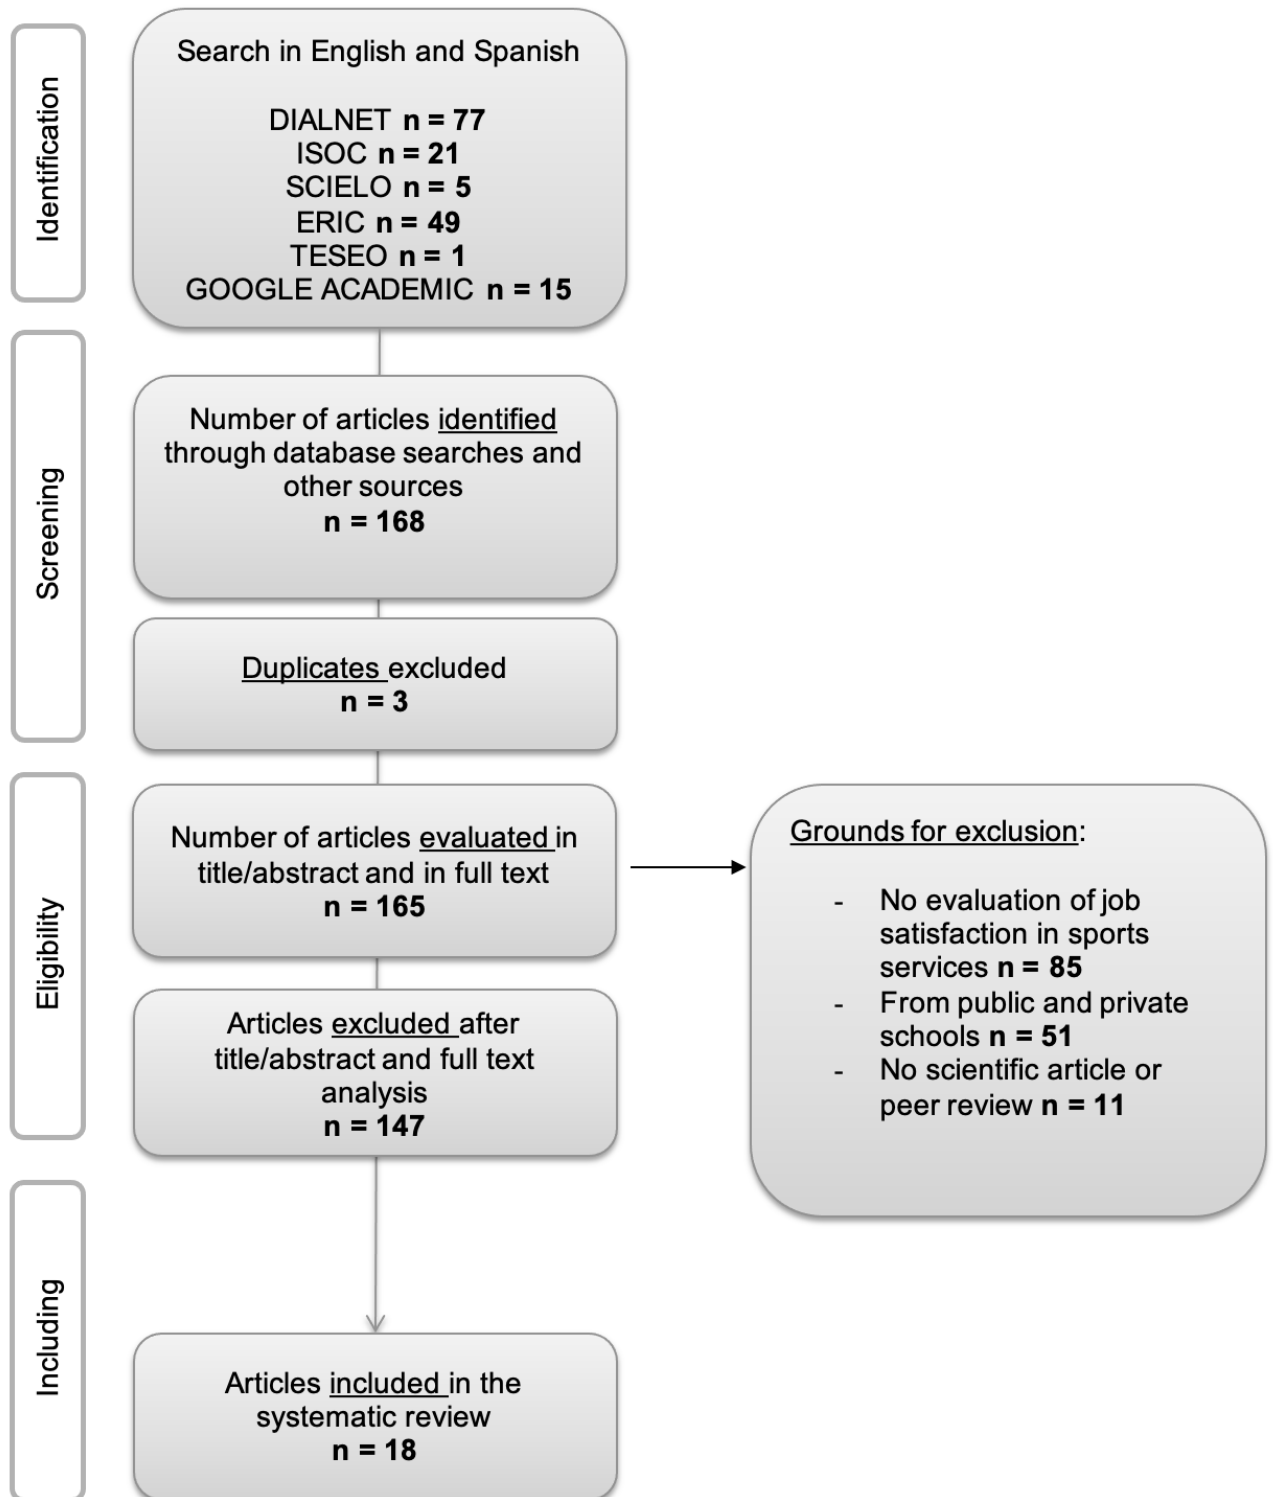 Identification
Search in English and Spanish
DIALNET n = 77
ISOC n = 21
SCIELO n = 5
ERIC n = 49
TESEO n = 1
GOOGLE ACADEMIC n = 15
Screening
Number of articles identified
through database searches and
other sources
n = 168
Duplicates excluded
n = 3
Eligibility
Number of articles evaluated in
title/abstract and in full text
n = 165
Grounds for exclusion:
- No evaluation of job
satisfaction in sports
services n = 85
- From public and private
schools n = 51
- No scientific article or
peer review n = 11
Articles excluded after
title/abstract and full text
analysis
n = 147
Including
Articles included in the
systematic review
n = 18